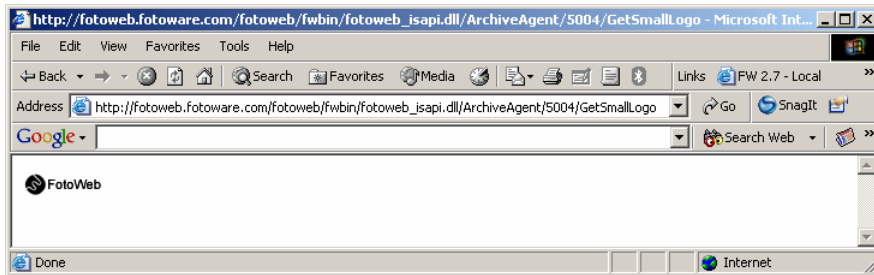 http://fotoweb.fotoware.com/fotoweb/fwbin/fotoweb_isapi.dll/ArchiveAgent/5004/GetSmallLogo - Microsoft Int...
File Edit View Favorites Tools Help
Back Search Favorites Media Links FW 2.7 - Local »
Address http://fotoweb.fotoware.com/fotoweb/fwbin/fotoweb_isapi.dll/ArchiveAgent/5004/GetSmallLogo Go SnagIt
Google Search Web »
FotoWeb
Done Internet